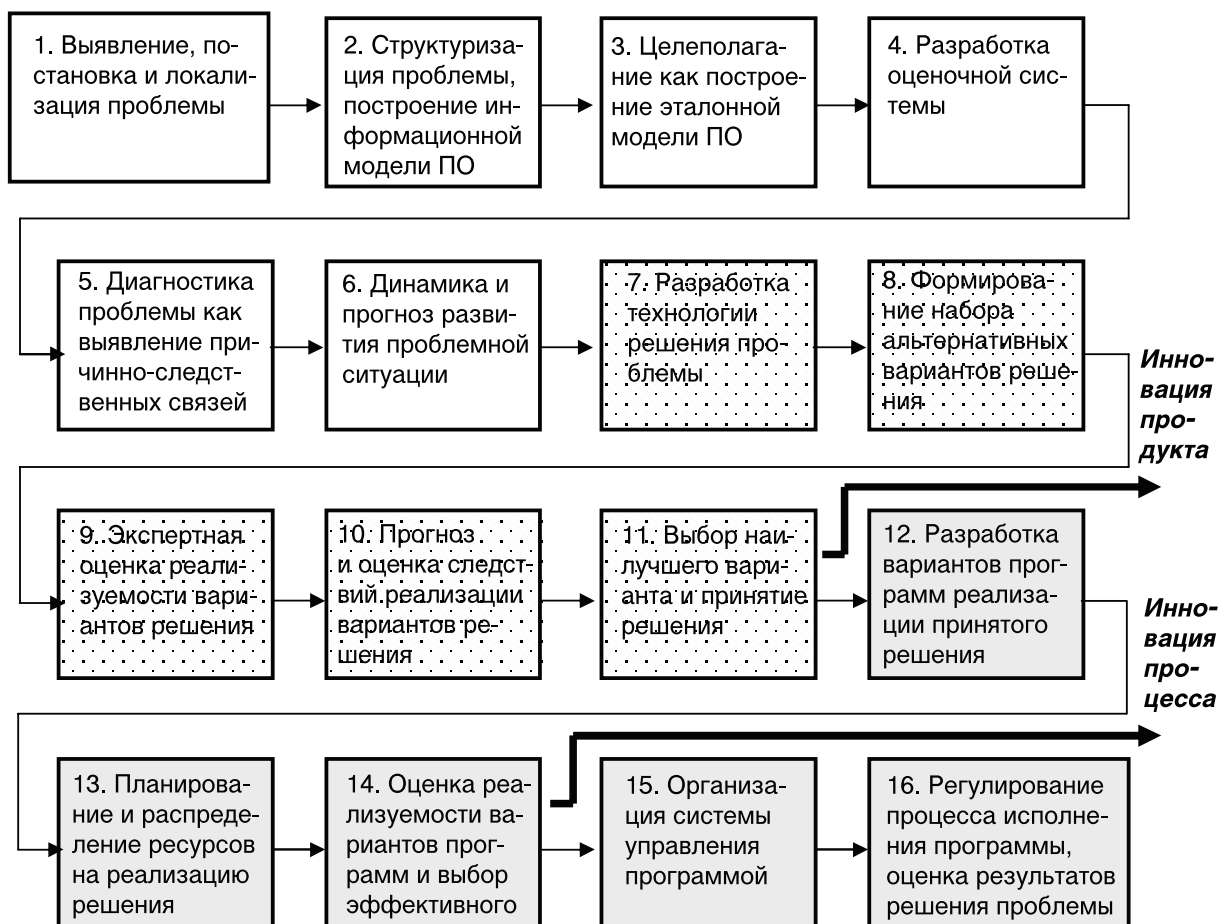 1. Выявление, по-
становка и локали-
зация проблемы
2. Структуриза-
ция проблемы,
построение ин-
формационной
модели ПО
3. Целеполага-
ние как построе-
ние эталонной
модели ПО
4. Разработка
оценочной сис-
темы
5. Диагностика
проблемы как
выявление при-
чинно-следст-
венных связей
6. Динамика и
прогноз разви-
тия проблемной
ситуации
7. Разработка
технологии
решения про-
блемы
8. Формирова-
ние набора
альтернативных
вариантов реше-
ния
Инно-
вация
про-
дукта
9. Экспертная
оценка реали-
зуемости вари-
антов решения
10. Прогноз
и оценка следст-
вий реализации
вариантов ре-
шения
11. Выбор наи-
лучшего вари-
анта и принятие
решения
12. Разработка
вариантов прог-
рамм реализа-
ции принятого
решения
Инно-
вация
про-
цесса
13. Планирова-
ние и распреде-
ление ресурсов
на реализацию
решения
14. Оценка реа-
лизуемости ва-
риантов прог-
рамм и выбор
эффективного
15. Организа-
ция системы
управления
программой
16. Регулирование
процесса исполне-
ния программы,
оценка результатов
решения проблемы